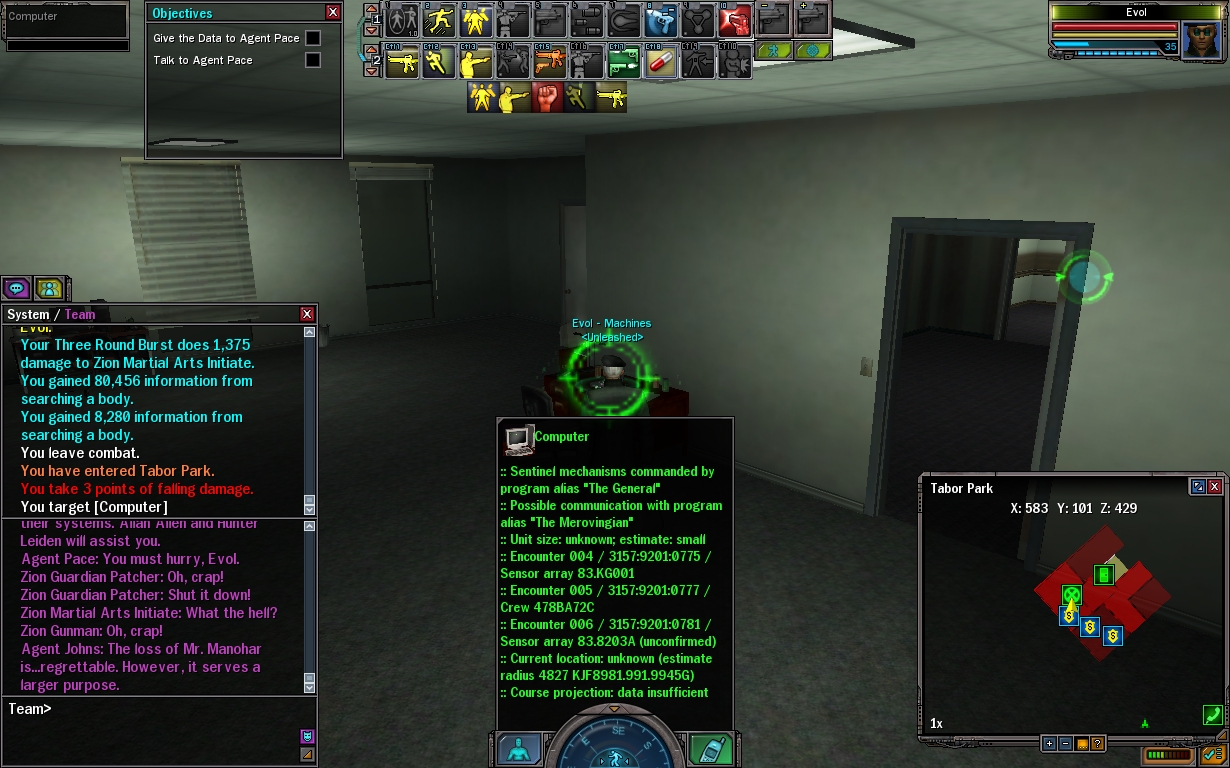 Computer
Objectives
Give the Data to Agent Pace
Talk to Agent Pace
1
2
Evol
35
System / Team
Evol.
Your Three Round Burst does 1,375
damage to Zion Martial Arts Initiate.
You gained 80,456 information from
searching a body.
You gained 8,280 information from
searching a body.
You leave combat.
You have entered Tabor Park.
You take 3 points of falling damage.
You target [Computer]
their systems. Allan Allen and Hunter
Leiden will assist you.
Agent Pace: You must hurry, Evol.
Zion Guardian Patcher: Oh, crap!
Zion Guardian Patcher: Shut it down!
Zion Martial Arts Initiate: What the hell?
Zion Gunman: Oh, crap!
Agent Johns: The loss of Mr. Manohar
is...regrettable. However, it serves a
larger purpose.
Team>
Evol - Machines
<Unleashed>
Computer
:: Sentinel mechanisms commanded by
program alias "The General"
:: Possible communication with program
alias "The Merovingian"
:: Unit size: unknown; estimate: small
:: Encounter 004 / 3157:9201:0775 /
Sensor array 83.KG001
:: Encounter 005 / 3157:9201:0777 /
Crew 478BA72C
:: Encounter 006 / 3157:9201:0781 /
Sensor array 83.8203A (unconfirmed)
:: Current location: unknown (estimate
radius 4827 KJF8981.991.9945G)
:: Course projection: data insufficient
E
SE
S
Tabor Park
X: 583 Y: 101 Z: 429
1x